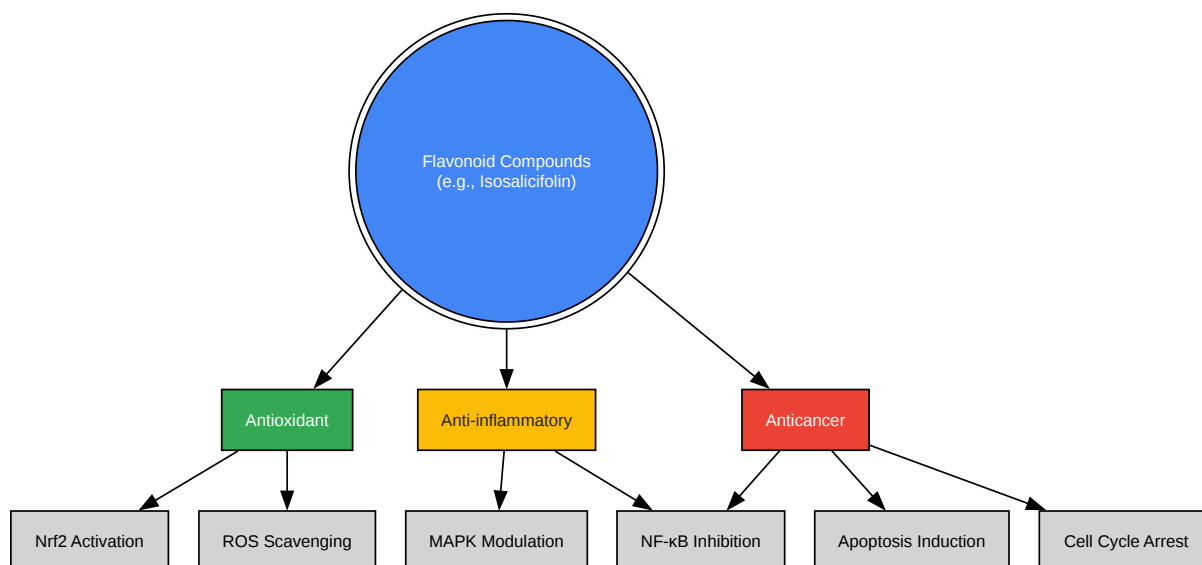 Flavonoid Compounds
(e.g., Isosalicifolin)
Antioxidant
Anti-inflammatory
Anticancer
Nrf2 Activation
ROS Scavenging
MAPK Modulation
NF-κB Inhibition
Apoptosis Induction
Cell Cycle Arrest